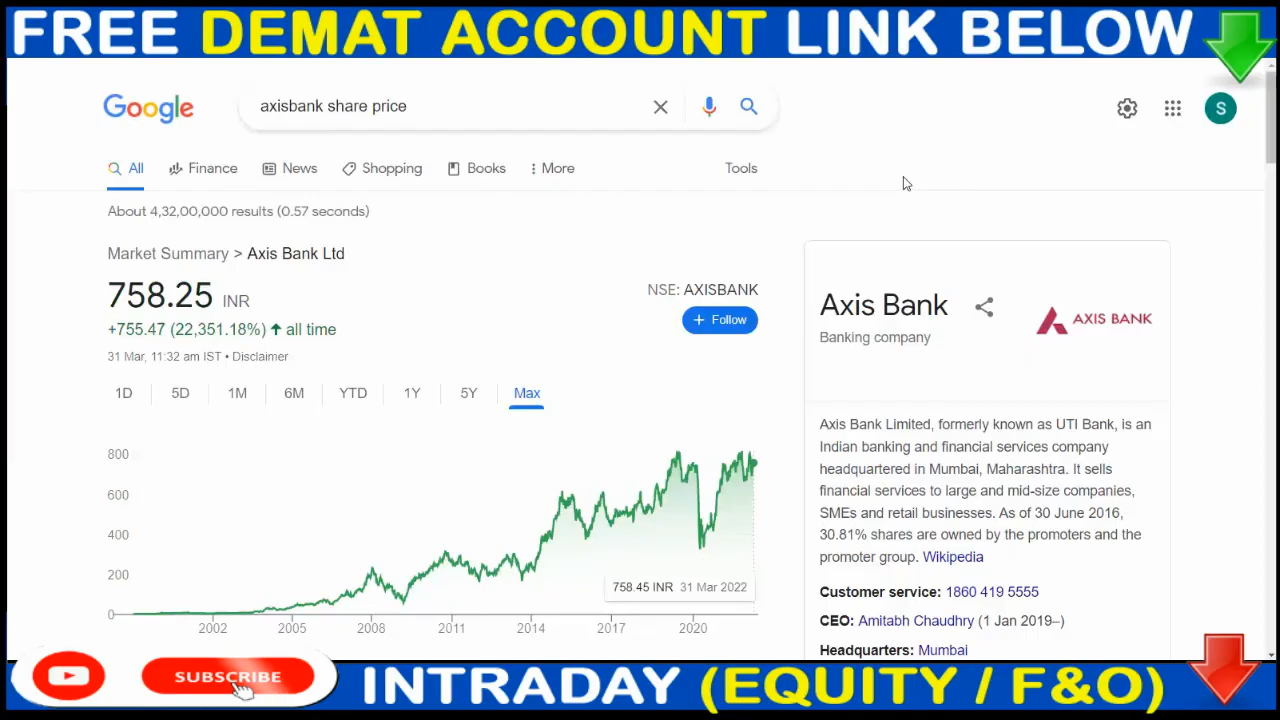 FREE DEMAT ACCOUNT LINK BELOW
Google
axisbank share price
S
All
Finance
News
Shopping
Books
More
Tools
About 4,32,00,000 results (0.57 seconds)
Market Summary > Axis Bank Ltd
758.25 INR
NSE: AXISBANK
+755.47 (22,351.18%) all time
+ Follow
31 Mar, 11:32 am IST • Disclaimer
1D 5D 1M 6M YTD 1Y 5Y Max
800
600
400
200
0
758.45 INR 31 Mar 2022
2002 2005 2008 2011 2014 2017 2020
Axis Bank
Banking company
AXIS BANK
Axis Bank Limited, formerly known as UTI Bank, is an
Indian banking and financial services company
headquartered in Mumbai, Maharashtra. It sells
financial services to large and mid-size companies,
SMEs and retail businesses. As of 30 June 2016,
30.81% shares are owned by the promoters and the
promoter group. Wikipedia
Customer service: 1860 419 5555
CEO: Amitabh Chaudhry (1 Jan 2019–)
Headquarters: Mumbai
SUBSCRIBE
INTRADAY (EQUITY / F&O)